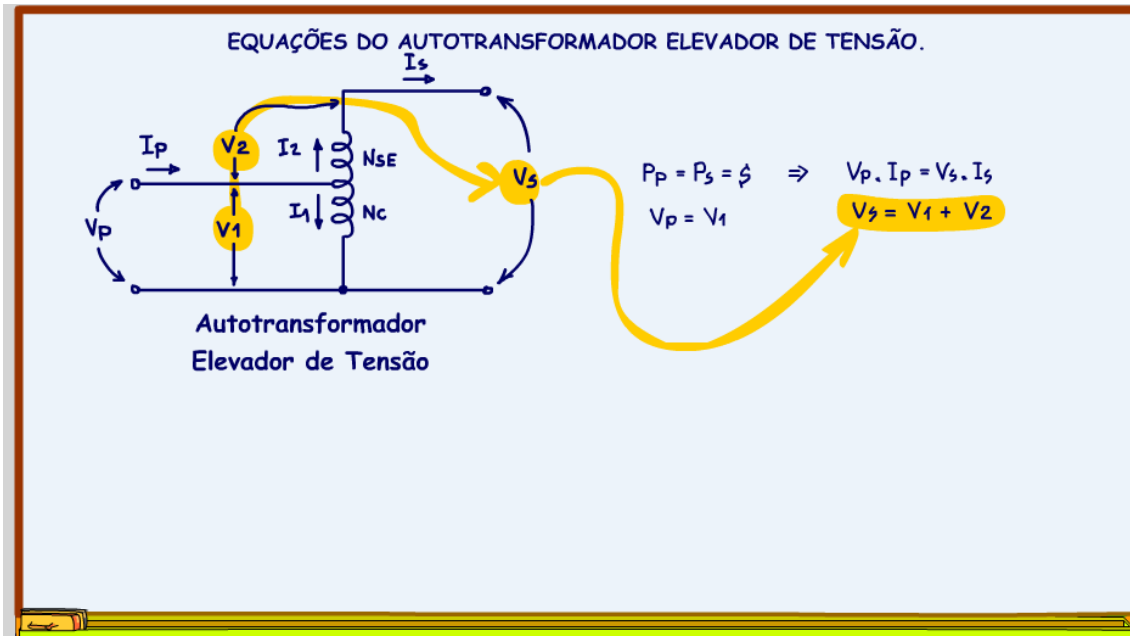 EQUAÇÕES DO AUTOTRANSFORMADOR ELEVADOR DE TENSÃO.
Is
Ip
V2
I2
NSE
Vs
Vp
V1
I1
Nc
Pp = Ps = $ ⇒ Vp. Ip = Vs. Is
Vp = V1
Vs = V1 + V2
Autotransformador
Elevador de Tensão